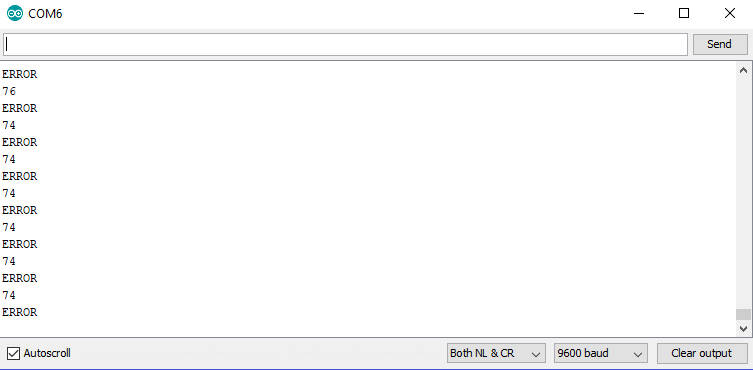 COM6
Send
ERROR
76
ERROR
74
ERROR
74
ERROR
74
ERROR
74
ERROR
74
ERROR
74
ERROR
Autoscroll
Both NL & CR
9600 baud
Clear output